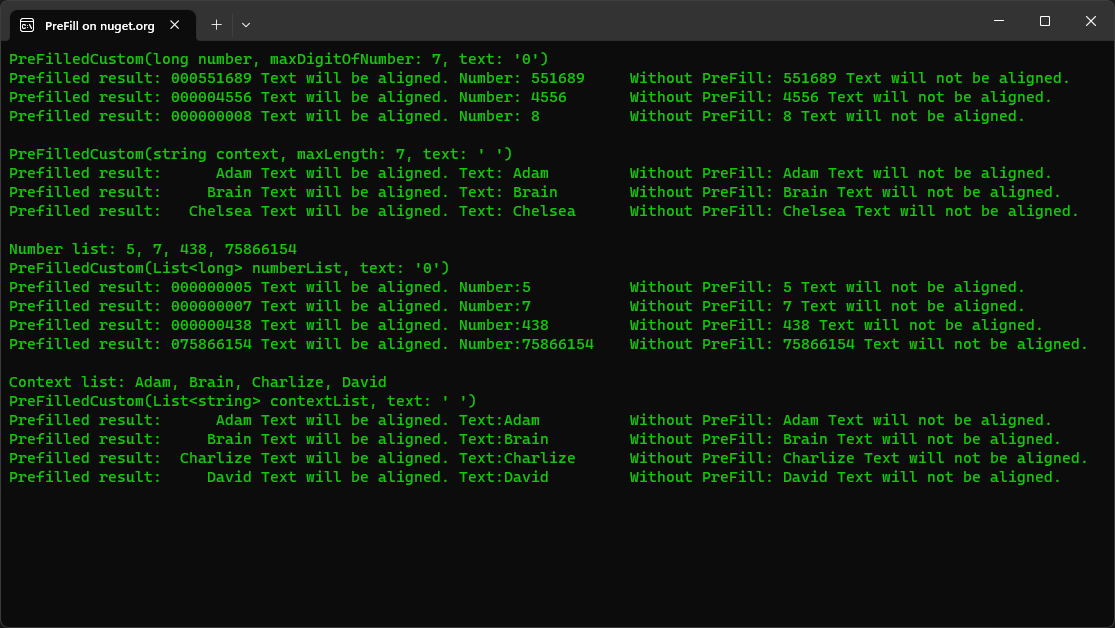 PreFill on nuget.org
PreFilledCustom(long number, maxDigitOfNumber: 7, text: '0')
Prefilled result: 000551689 Text will be aligned. Number: 551689     Without PreFill: 551689 Text will not be aligned.
Prefilled result: 000004556 Text will be aligned. Number: 4556       Without PreFill: 4556 Text will not be aligned.
Prefilled result: 000000008 Text will be aligned. Number: 8          Without PreFill: 8 Text will not be aligned.
PreFilledCustom(string context, maxLength: 7, text: ' ')
Prefilled result:      Adam Text will be aligned. Text: Adam         Without PreFill: Adam Text will not be aligned.
Prefilled result:     Brain Text will be aligned. Text: Brain        Without PreFill: Brain Text will not be aligned.
Prefilled result:   Chelsea Text will be aligned. Text: Chelsea      Without PreFill: Chelsea Text will not be aligned.
Number list: 5, 7, 438, 75866154
PreFilledCustom(List<long> numberList, text: '0')
Prefilled result: 000000005 Text will be aligned. Number:5           Without PreFill: 5 Text will not be aligned.
Prefilled result: 000000007 Text will be aligned. Number:7           Without PreFill: 7 Text will not be aligned.
Prefilled result: 000000438 Text will be aligned. Number:438         Without PreFill: 438 Text will not be aligned.
Prefilled result: 075866154 Text will be aligned. Number:75866154    Without PreFill: 75866154 Text will not be aligned.
Context list: Adam, Brain, Charlize, David
PreFilledCustom(List<string> contextList, text: ' ')
Prefilled result:      Adam Text will be aligned. Text:Adam          Without PreFill: Adam Text will not be aligned.
Prefilled result:     Brain Text will be aligned. Text:Brain         Without PreFill: Brain Text will not be aligned.
Prefilled result:  Charlize Text will be aligned. Text:Charlize      Without PreFill: Charlize Text will not be aligned.
Prefilled result:     David Text will be aligned. Text:David         Without PreFill: David Text will not be aligned.